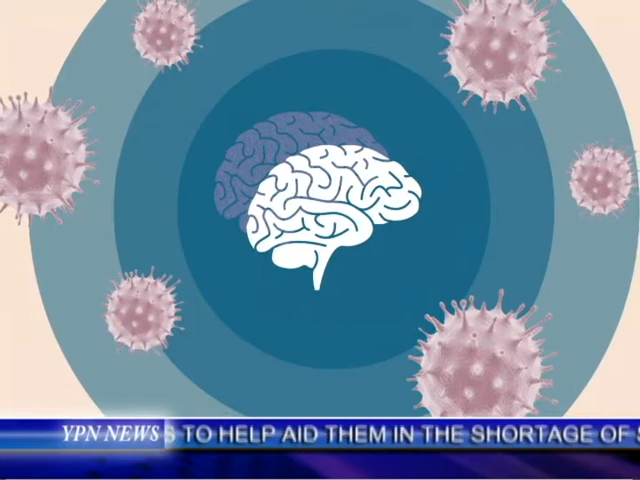 YPN NEWS
TO HELP AID THEM IN THE SHORTAGE OF